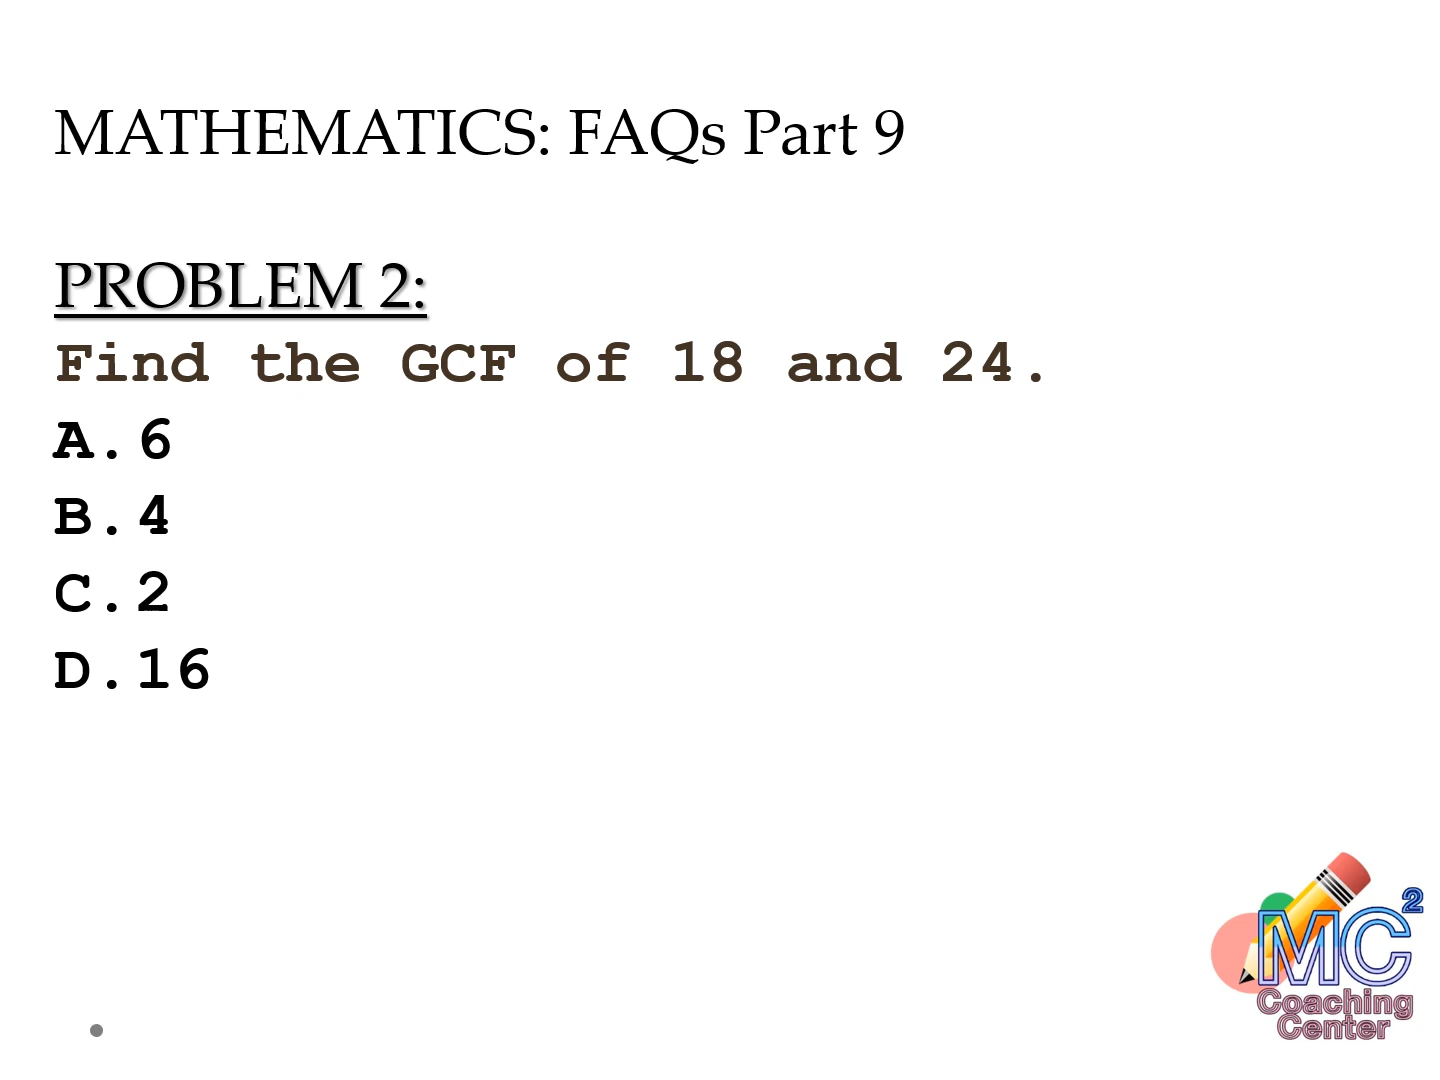 MATHEMATICS: FAQs Part 9
PROBLEM 2:
Find the GCF of 18 and 24.
A. 6
B. 4
C. 2
D. 16
MC²
Coaching
Center